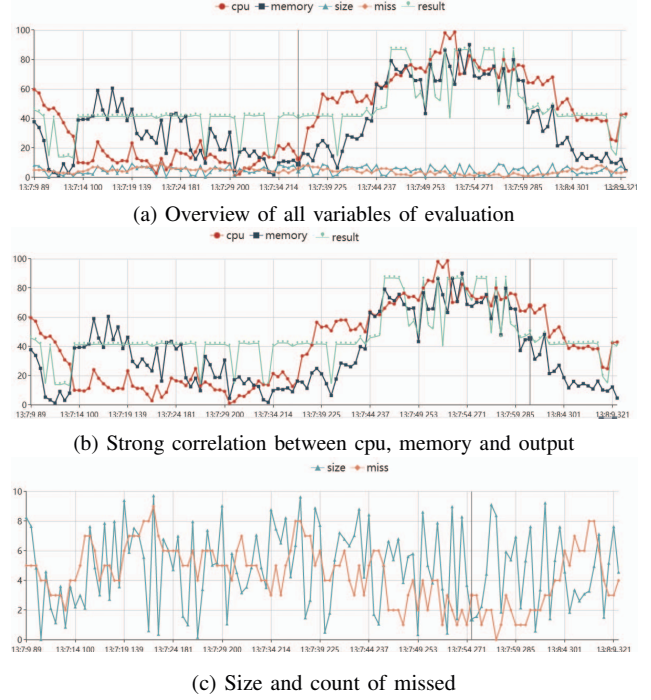 cpu memory size miss result
100
80
60
40
20
0
13:7:9 89 13:7:14 100 13:7:19 139 13:7:24 181 13:7:29 200 13:7:34 214 13:7:39 225 13:7:44 237 13:7:49 253 13:7:54 271 13:7:59 285 13:8:4 301 13:8:9 321
(a) Overview of all variables of evaluation
cpu memory result
100
80
60
40
20
0
13:7:9 89 13:7:14 100 13:7:19 139 13:7:24 181 13:7:29 200 13:7:34 214 13:7:39 225 13:7:44 237 13:7:49 253 13:7:54 271 13:7:59 285 13:8:4 301 13:8:9 321
(b) Strong correlation between cpu, memory and output
size miss
10
8
6
4
2
0
13:7:9 89 13:7:14 100 13:7:19 139 13:7:24 181 13:7:29 200 13:7:34 214 13:7:39 225 13:7:44 237 13:7:49 253 13:7:54 271 13:7:59 285 13:8:4 301 13:8:9 321
(c) Size and count of missed